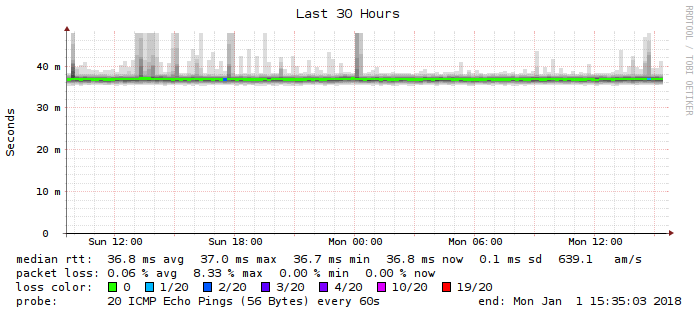 Last 30 Hours
RRDTOOL / TOBI OETIKER
Seconds
40 m
30 m
20 m
10 m
0
Sun 12:00 Sun 18:00 Mon 00:00 Mon 06:00 Mon 12:00
median rtt: 36.8 ms avg 37.0 ms max 36.7 ms min 36.8 ms now 0.1 ms sd 639.1 am/s
packet loss: 0.06 % avg 8.33 % max 0.00 % min 0.00 % now
loss color: 0 1/20 2/20 3/20 4/20 10/20 19/20
probe: 20 ICMP Echo Pings (56 Bytes) every 60s end: Mon Jan 1 15:35:03 2018